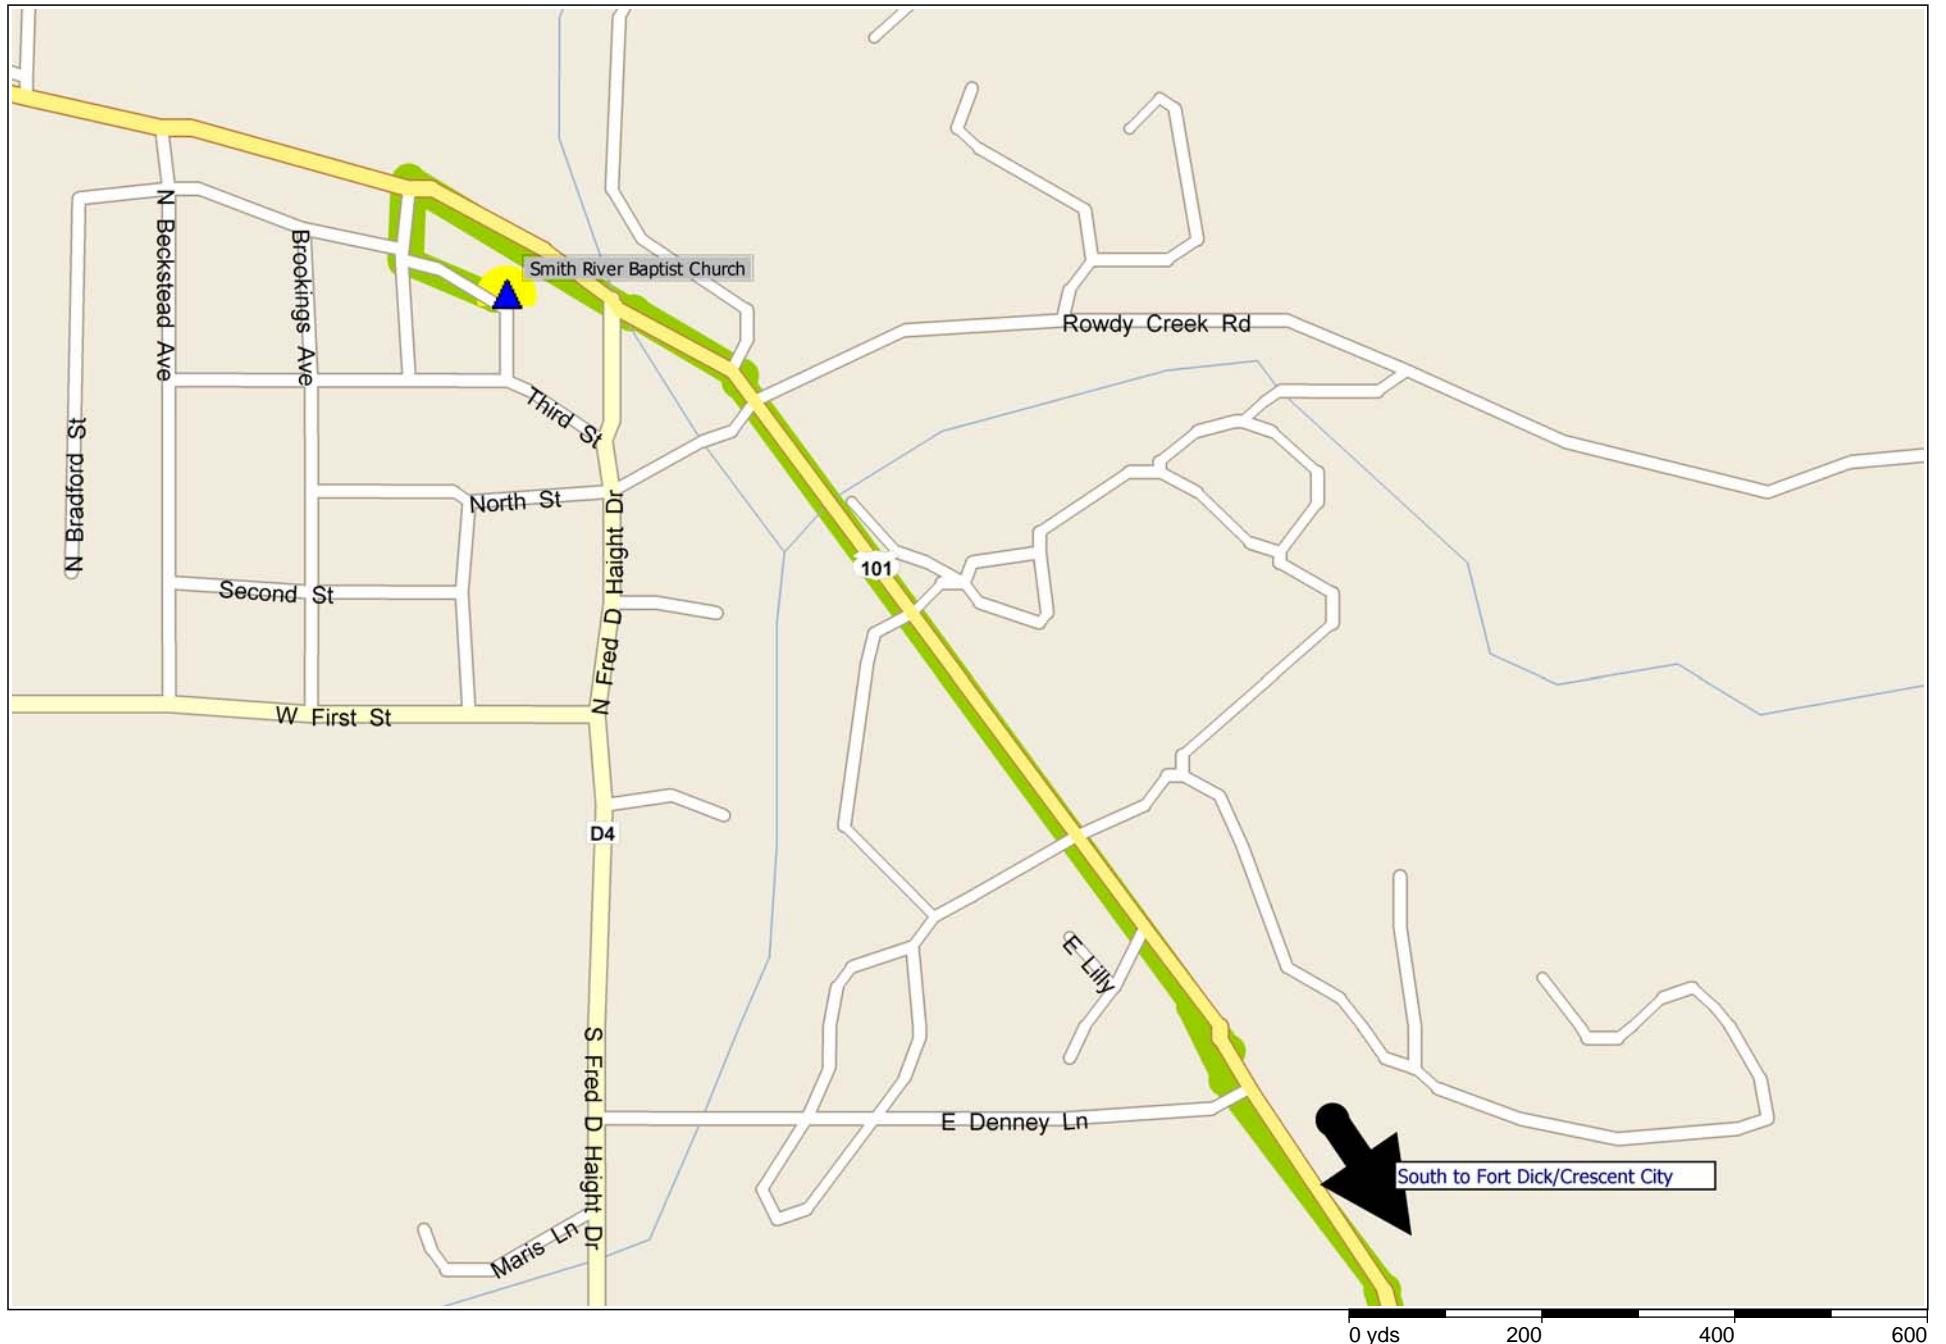 N Beckstead Ave
Brookings Ave
Smith River Baptist Church
Rowdy Creek Rd
Third St
N Bradford St
North St
N Fred D Haight Dr
101
Second St
W First St
D4
E Lilly
S Fred D Haight Dr
E Denney Ln
South to Fort Dick/Crescent City
Maris Ln
0 yds 200 400 600